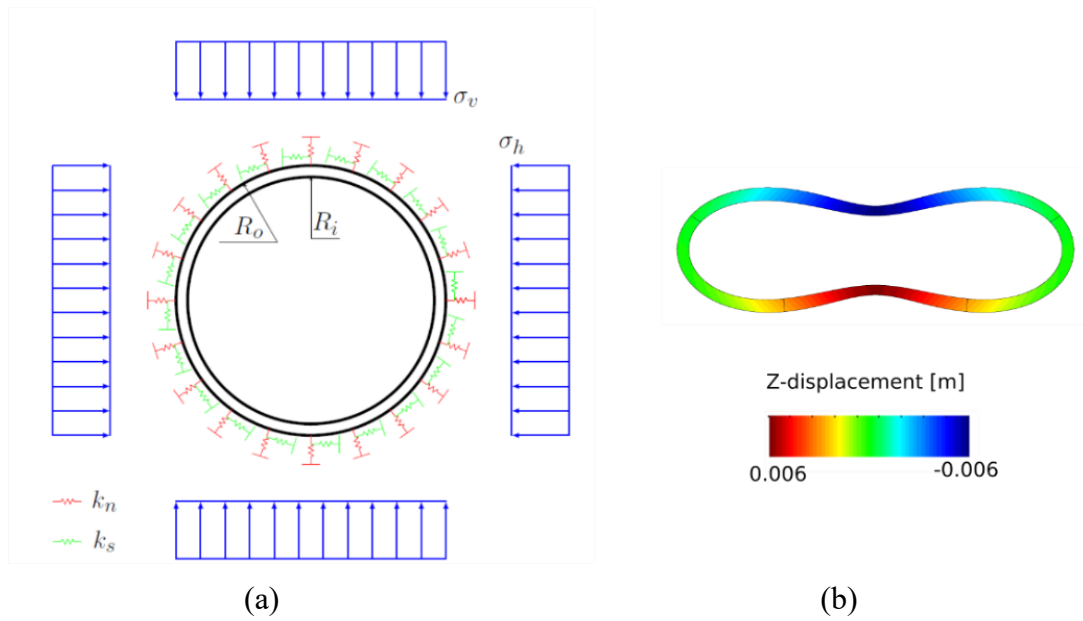 σ_v
σ_h
R_o
R_i
k_n
k_s
Z-displacement [m]
0.006
-0.006
(a)
(b)